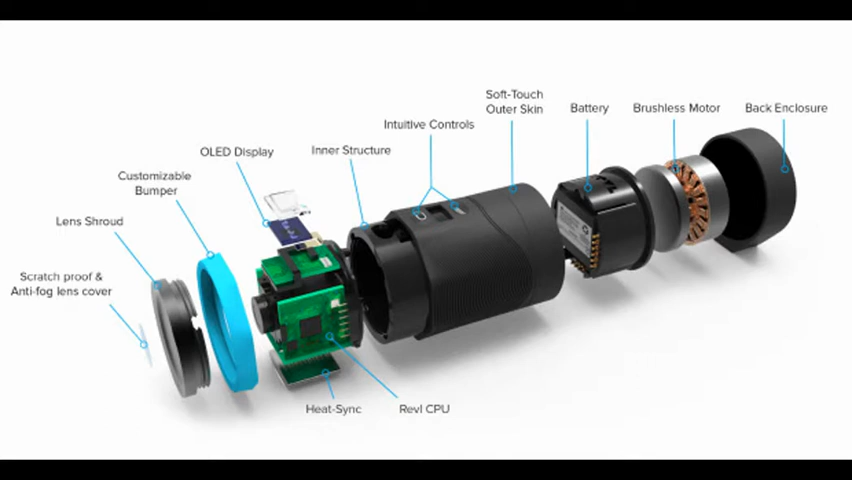 Soft-Touch
Outer Skin
Battery
Brushless Motor
Back Enclosure
Intuitive Controls
Inner Structure
OLED Display
Customizable
Bumper
Lens Shroud
Scratch proof &
Anti-fog lens cover
Heat-Sync
Revl CPU